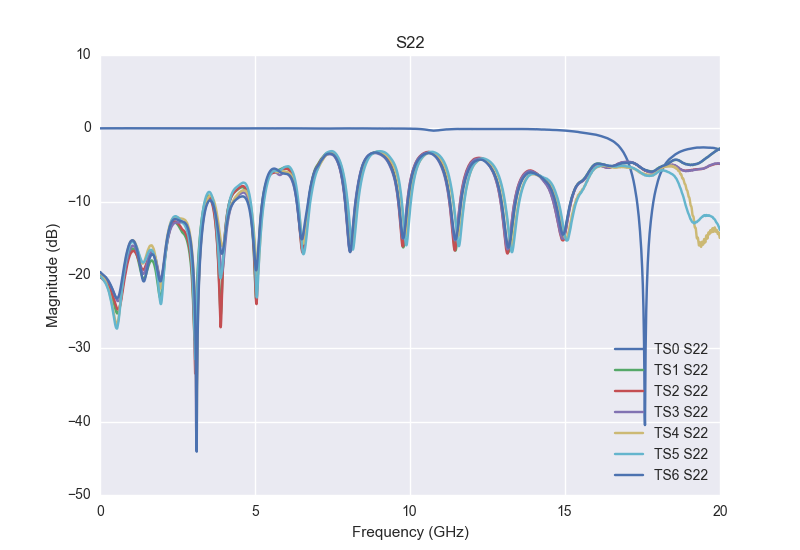 S22
10
0
−10
−20
−30
−40
−50
Magnitude (dB)
TS0 S22
TS1 S22
TS2 S22
TS3 S22
TS4 S22
TS5 S22
TS6 S22
0 5 10 15 20
Frequency (GHz)